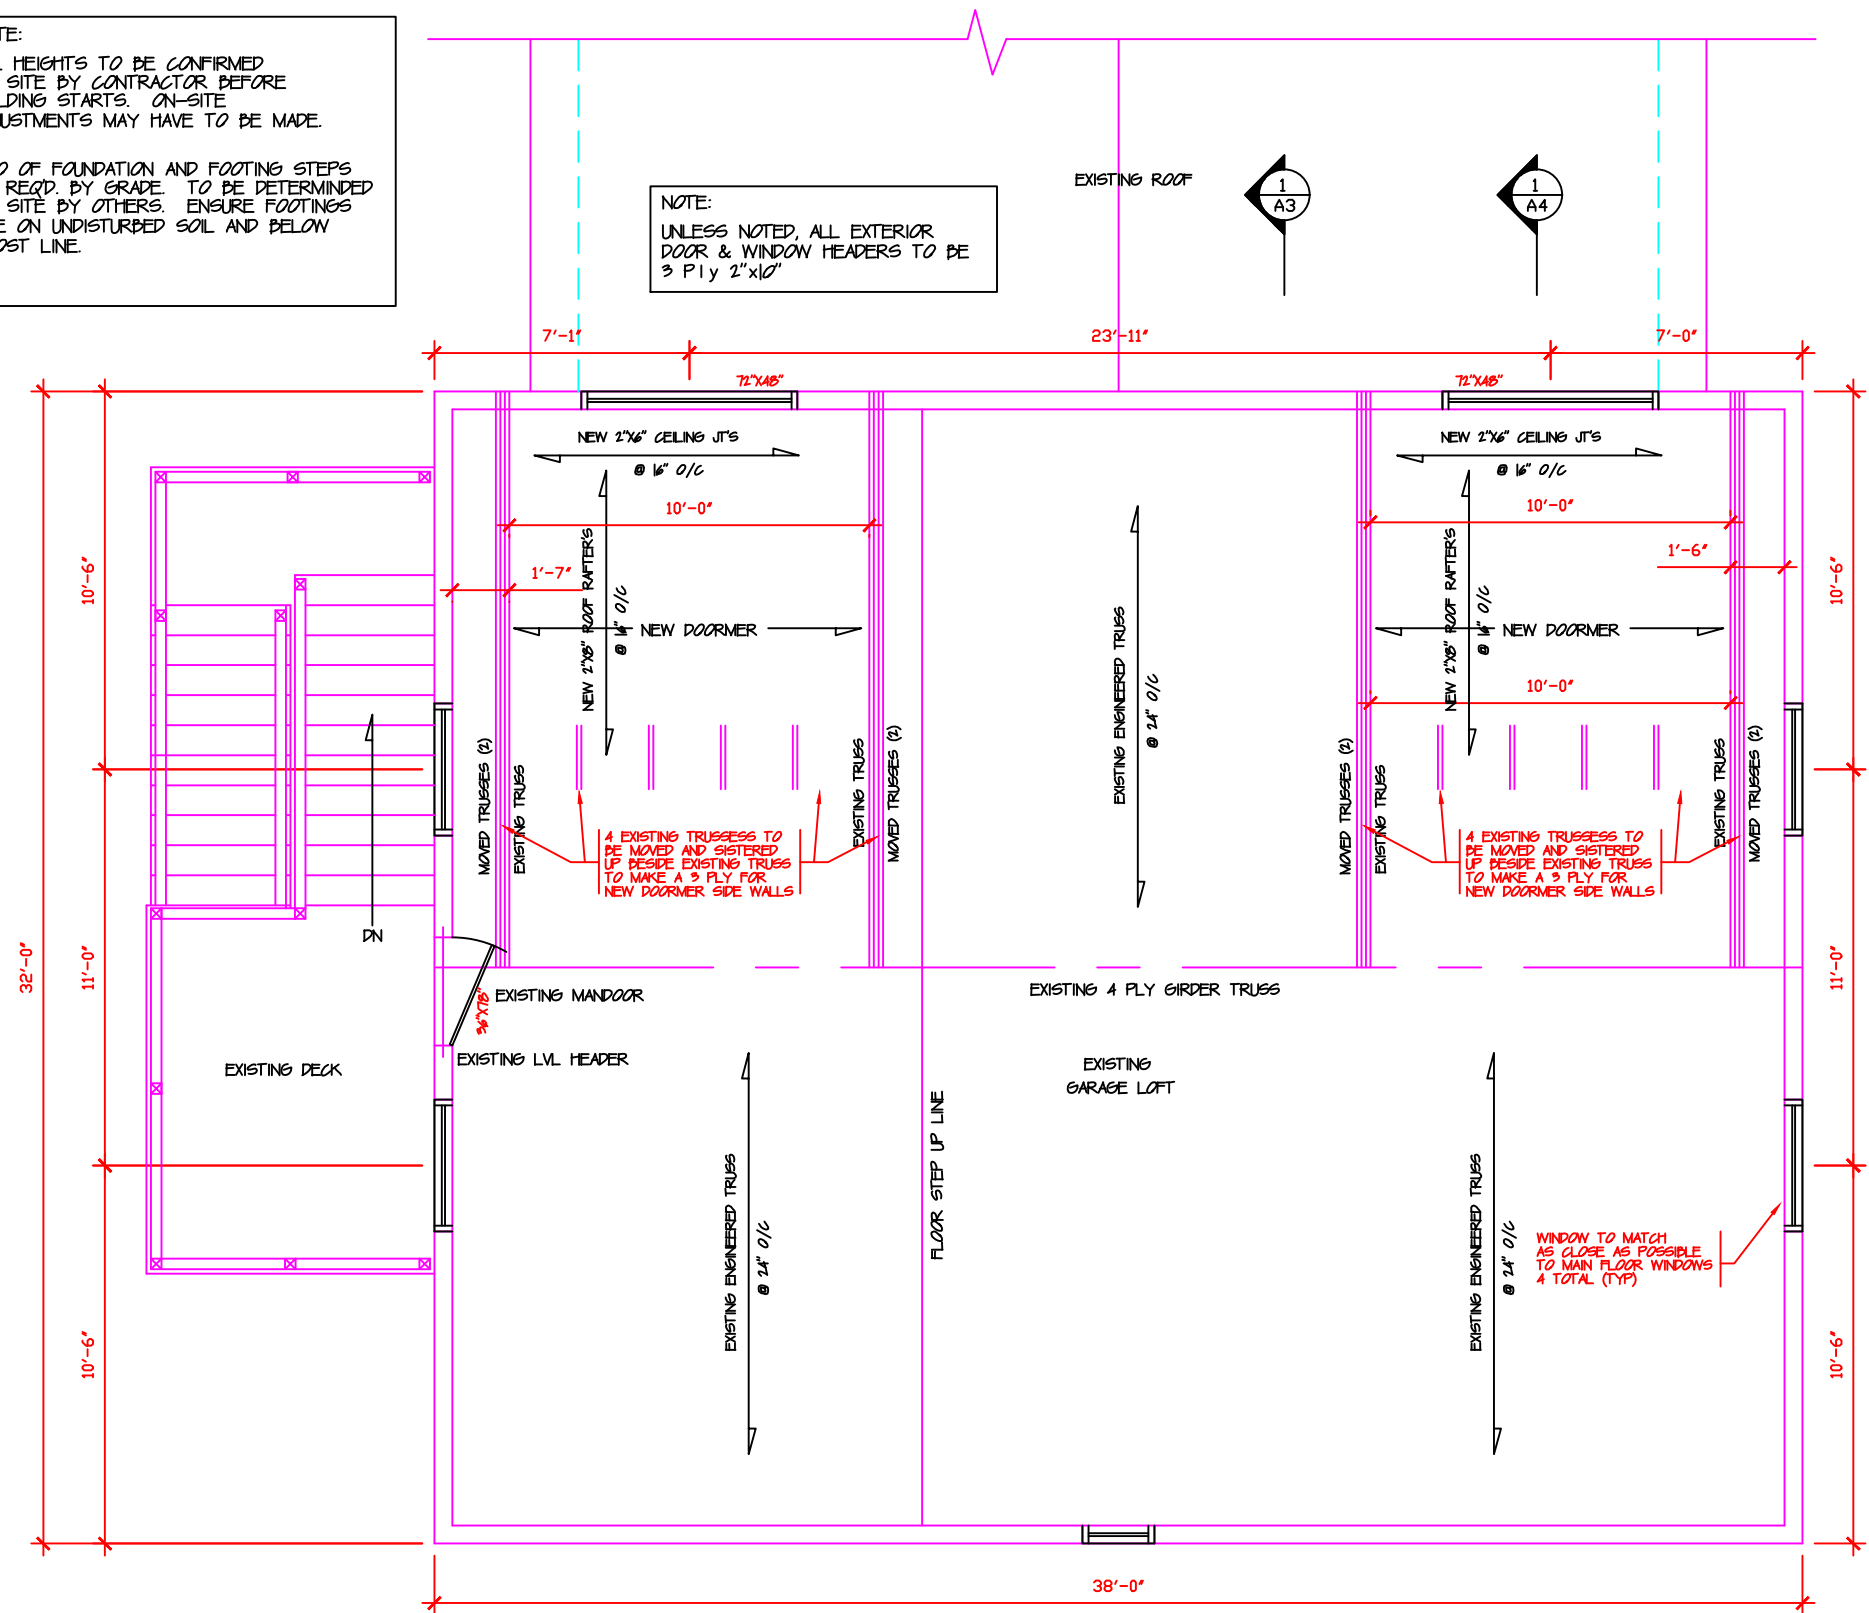 TE:
HEIGHTS TO BE CONFIRMED
SITE BY CONTRACTOR BEFORE
LDING STARTS. ON-SITE
USTMENTS MAY HAVE TO BE MADE.
OF FOUNDATION AND FOOTING STEPS
REQ'D. BY GRADE. TO BE DETERMINDED
SITE BY OTHERS. ENSURE FOOTINGS
E ON UNDISTURBED SOIL AND BELOW
OST LINE.
NOTE:
UNLESS NOTED, ALL EXTERIOR
DOOR & WINDOW HEADERS TO BE
3 Ply 2"x10"
EXISTING ROOF
1
A3
1
A4
7'-1"
23'-11"
7'-0"
72"X48"
72"X48"
NEW 2"X6" CEILING JT'S
@ 16" O/C
NEW 2"X6" CEILING JT'S
@ 16" O/C
10'-0"
10'-0"
1'-7"
1'-6"
NEW 2"X8" ROOF RAFTER'S
@ 16" O/C
NEW DOORMER
NEW 2"X8" ROOF RAFTER'S
@ 16" O/C
NEW DOORMER
10'-0"
EXISTING ENGINEERED TRUSS
@ 24" O/C
10'-6"
10'-6"
MOVED TRUSSES (2)
EXISTING TRUSS
EXISTING TRUSS
MOVED TRUSSES (2)
MOVED TRUSSES (2)
EXISTING TRUSS
EXISTING TRUSS
MOVED TRUSSES (2)
4 EXISTING TRUSSESS TO
BE MOVED AND SISTERED
UP BESIDE EXISTING TRUSS
TO MAKE A 3 PLY FOR
NEW DOORMER SIDE WALLS
4 EXISTING TRUSSESS TO
BE MOVED AND SISTERED
UP BESIDE EXISTING TRUSS
TO MAKE A 3 PLY FOR
NEW DOORMER SIDE WALLS
DN
32'-0"
11'-0"
11'-0"
36"X78"
EXISTING MANDOOR
EXISTING 4 PLY GIRDER TRUSS
EXISTING LVL HEADER
EXISTING DECK
EXISTING
GARAGE LOFT
FLOOR STEP UP LINE
EXISTING ENGINEERED TRUSS
@ 24" O/C
EXISTING ENGINEERED TRUSS
@ 24" O/C
WINDOW TO MATCH
AS CLOSE AS POSSIBLE
TO MAIN FLOOR WINDOWS
4 TOTAL (TYP)
10'-6"
10'-6"
38'-0"